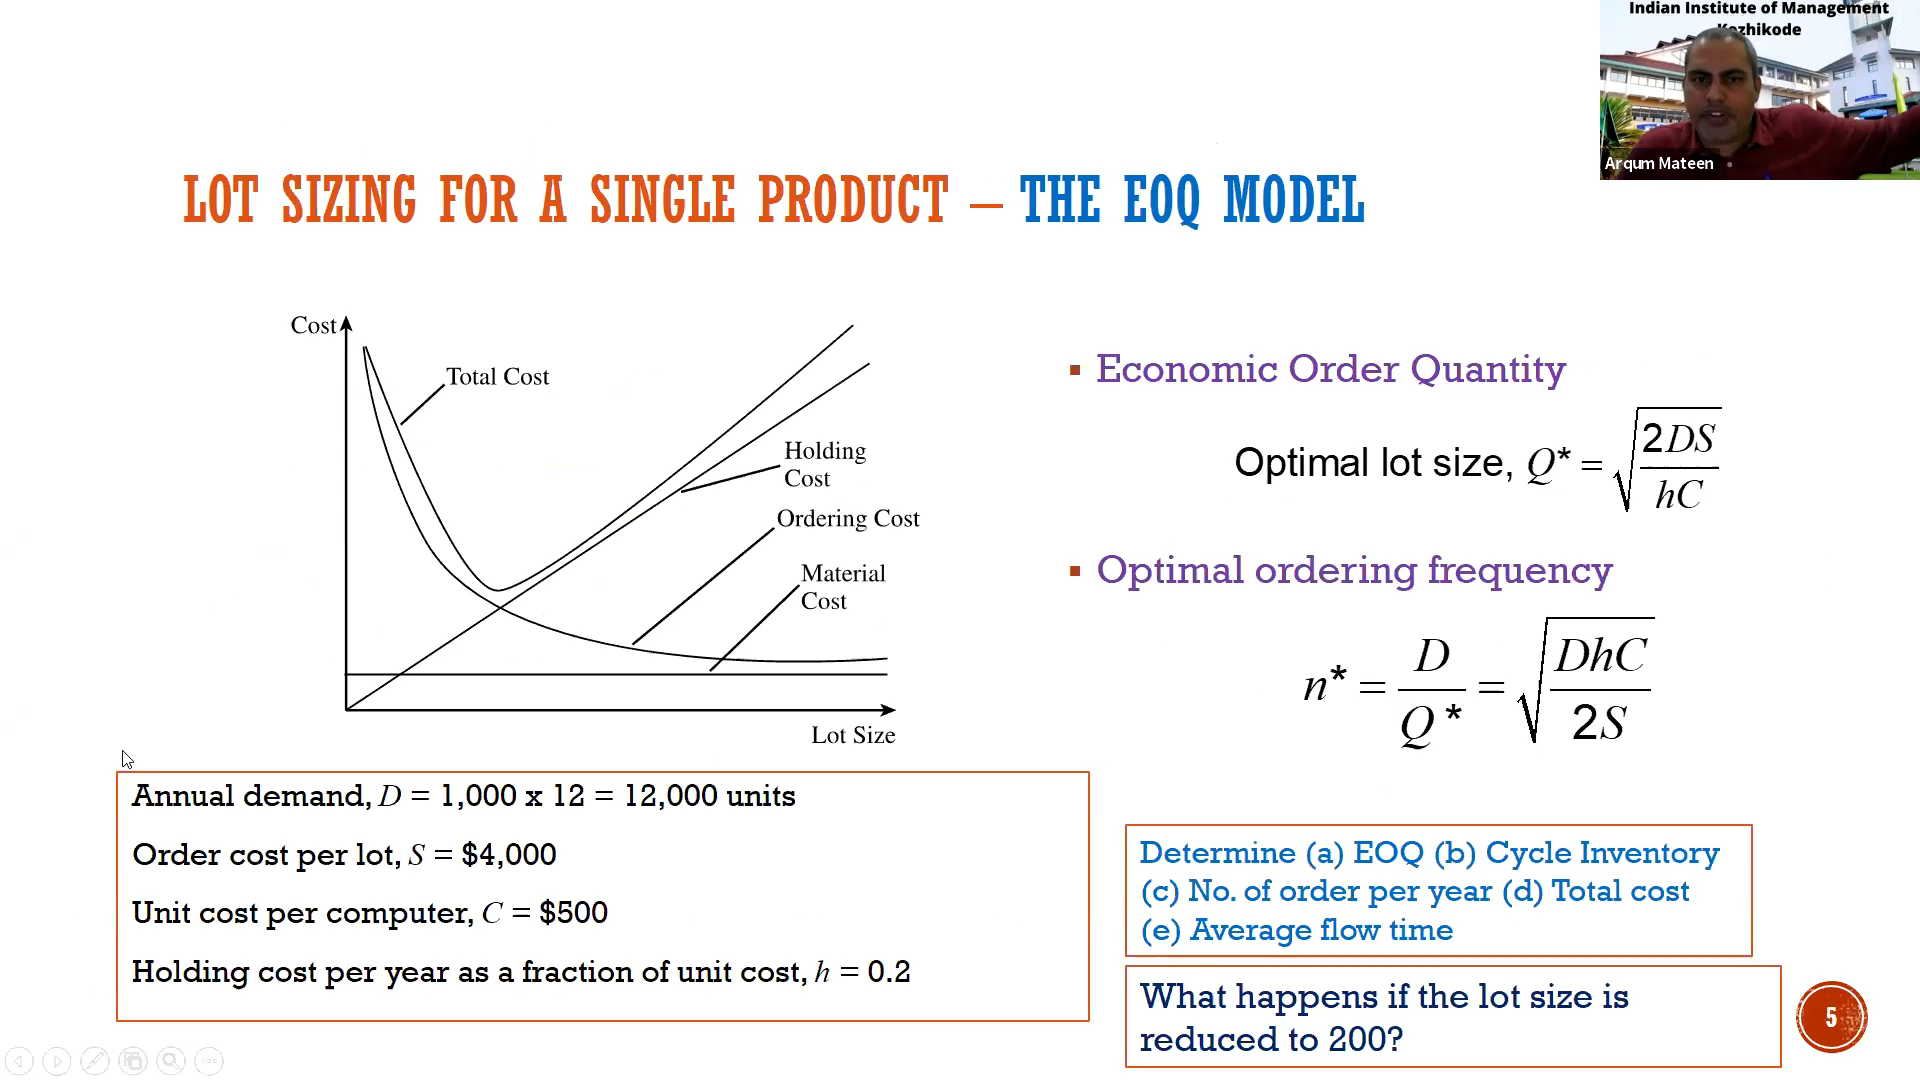 Indian Institute of Management
Kozhikode
Arqum Mateen
LOT SIZING FOR A SINGLE PRODUCT – THE EOQ MODEL
Cost
Total Cost
Holding
Cost
Ordering Cost
Material
Cost
Lot Size
▪ Economic Order Quantity
Optimal lot size, Q* = √(2DS / hC)
▪ Optimal ordering frequency
n* = D / Q* = √(DhC / 2S)
Annual demand, D = 1,000 x 12 = 12,000 units
Order cost per lot, S = $4,000
Unit cost per computer, C = $500
Holding cost per year as a fraction of unit cost, h = 0.2
Determine (a) EOQ (b) Cycle Inventory
(c) No. of order per year (d) Total cost
(e) Average flow time
What happens if the lot size is
reduced to 200?
5